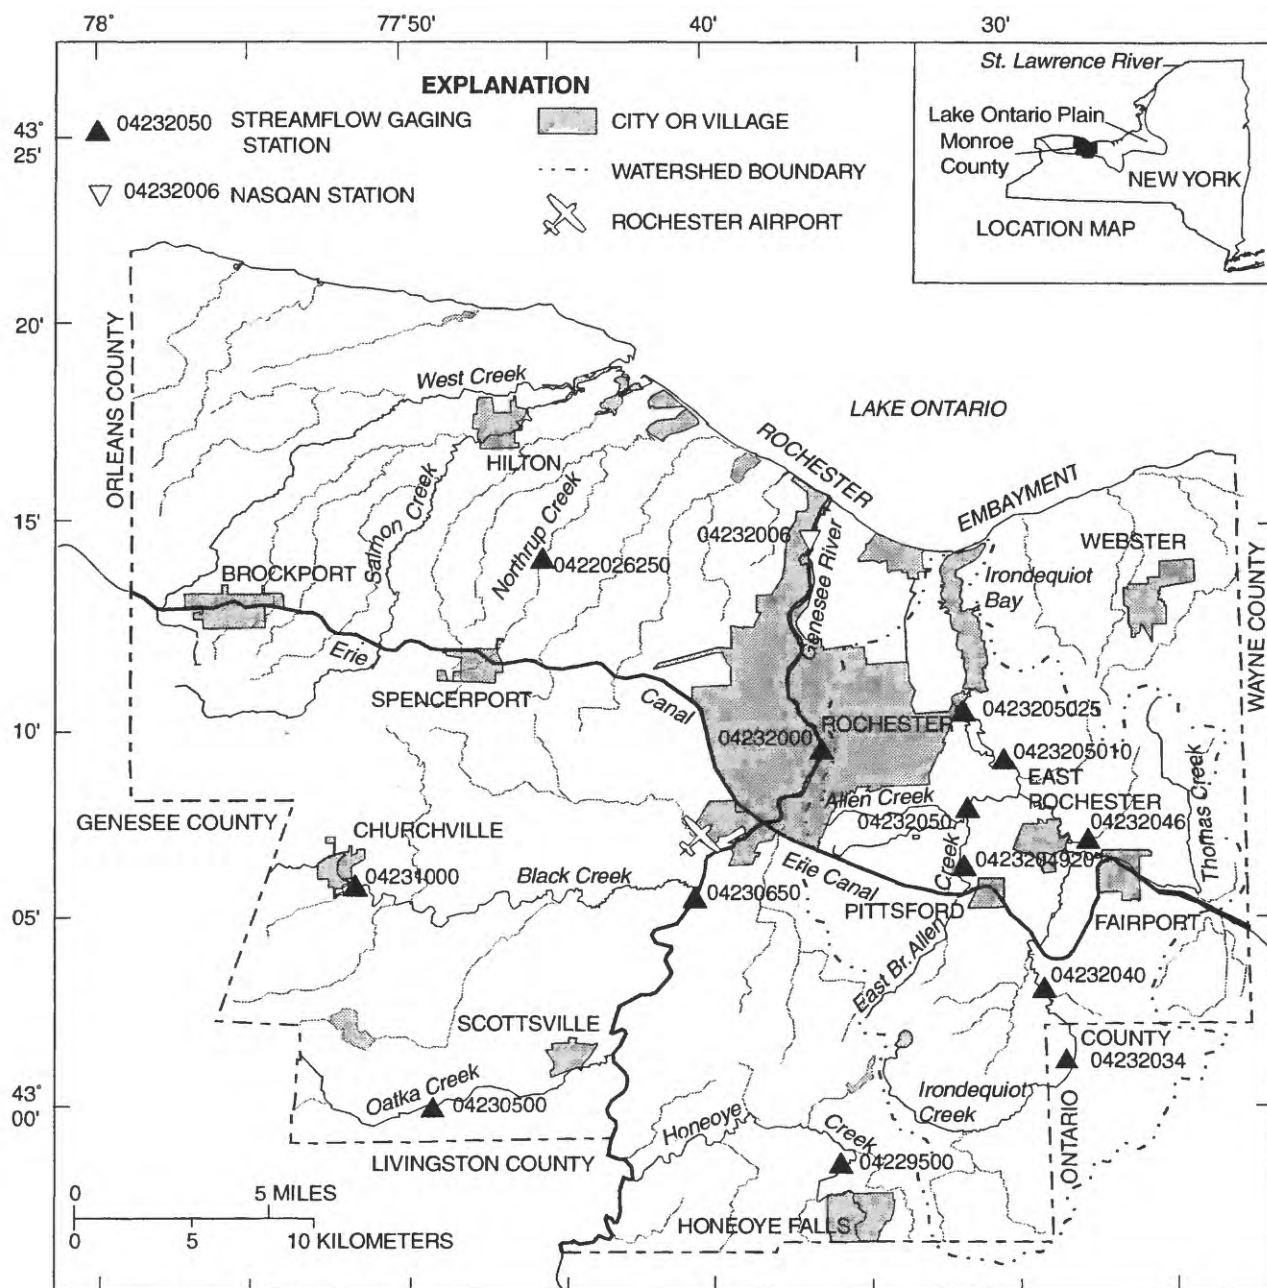 78°
77°50'
40'
30'
EXPLANATION
04232050 STREAMFLOW GAGING
STATION
04232006 NASQAN STATION
CITY OR VILLAGE
WATERSHED BOUNDARY
ROCHESTER AIRPORT
St. Lawrence River
Lake Ontario Plain
Monroe
County
NEW YORK
LOCATION MAP
43°
25'
20'
15'
10'
05'
43°
00'
ORLEANS COUNTY
West Creek
LAKE ONTARIO
HILTON
ROCHESTER
EMBAYMENT
Salmon Creek
Northrup Creek
0422026250
04232006
Genesee River
WEBSTER
Irondequiot
Bay
WAYNE COUNTY
BROCKPORT
Erie
SPENCERPORT
Canal
ROCHESTER
04232000
0423205025
0423205010
EAST
ROCHESTER
Thomas Creek
GENESEE COUNTY
CHURCHVILLE
04231000
Allen Creek
04232050
04232046
Black Creek
04230650
Erie Canal
Creek
0423204920
PITTSFORD
FAIRPORT
East Br. Allen
04232040
SCOTTSVILLE
COUNTY
04232034
Oatka Creek
04230500
Honeoye
Creek
Irondequiot
Creek
ONTARIO
LIVINGSTON COUNTY
04229500
HONEOYE FALLS
0 5 MILES
0 5 10 KILOMETERS